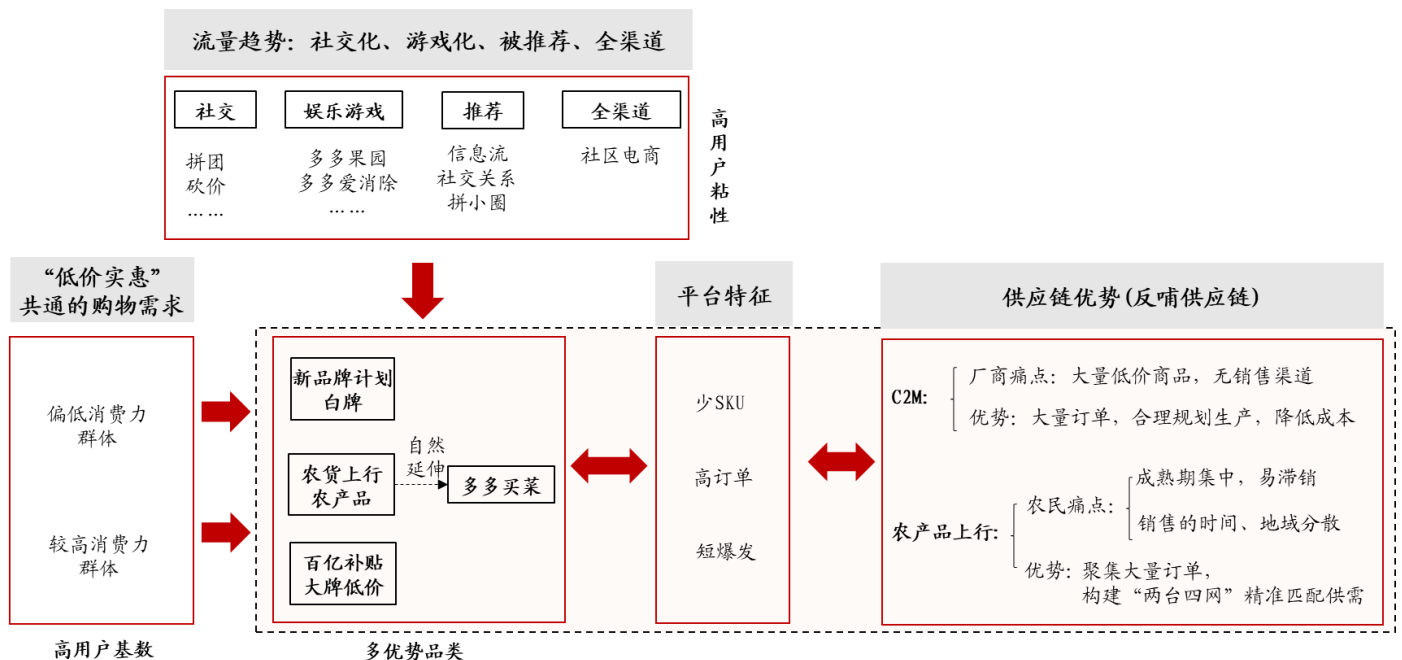 流量趋势：社交化、游戏化、被推荐、全渠道
社交
拼团
砍价
……
娱乐游戏
多多果园
多多爱消除
……
推荐
信息流
社交关系
拼小圈
全渠道
社区电商
高用户粘性
“低价实惠”
共通的购物需求
偏低消费力
群体
较高消费力
群体
高用户基数
新品牌计划
白牌
农货上行
农产品
自然
延伸
多多买菜
百亿补贴
大牌低价
多优势品类
平台特征
少SKU
高订单
短爆发
供应链优势(反哺供应链)
C2M:
厂商痛点：大量低价商品，无销售渠道
优势：大量订单，合理规划生产，降低成本
农产品上行:
农民痛点:
成熟期集中，易滞销
销售的时间、地域分散
优势：聚集大量订单，
构建“两台四网”精准匹配供需